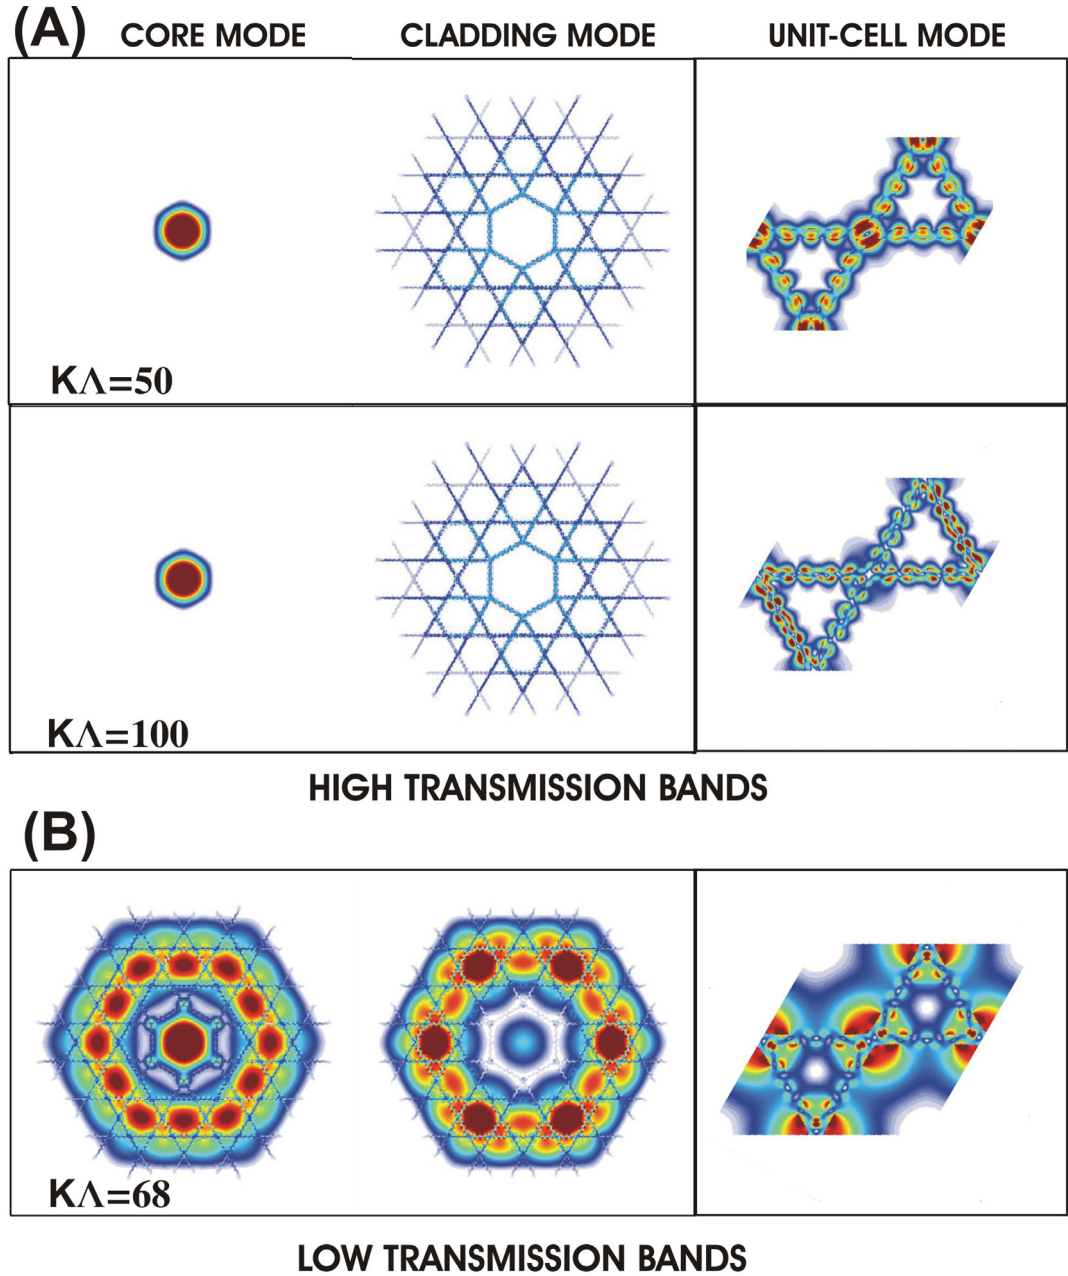 (A) CORE MODE CLADDING MODE UNIT-CELL MODE
KΛ=50
KΛ=100
HIGH TRANSMISSION BANDS
(B)
KΛ=68
LOW TRANSMISSION BANDS